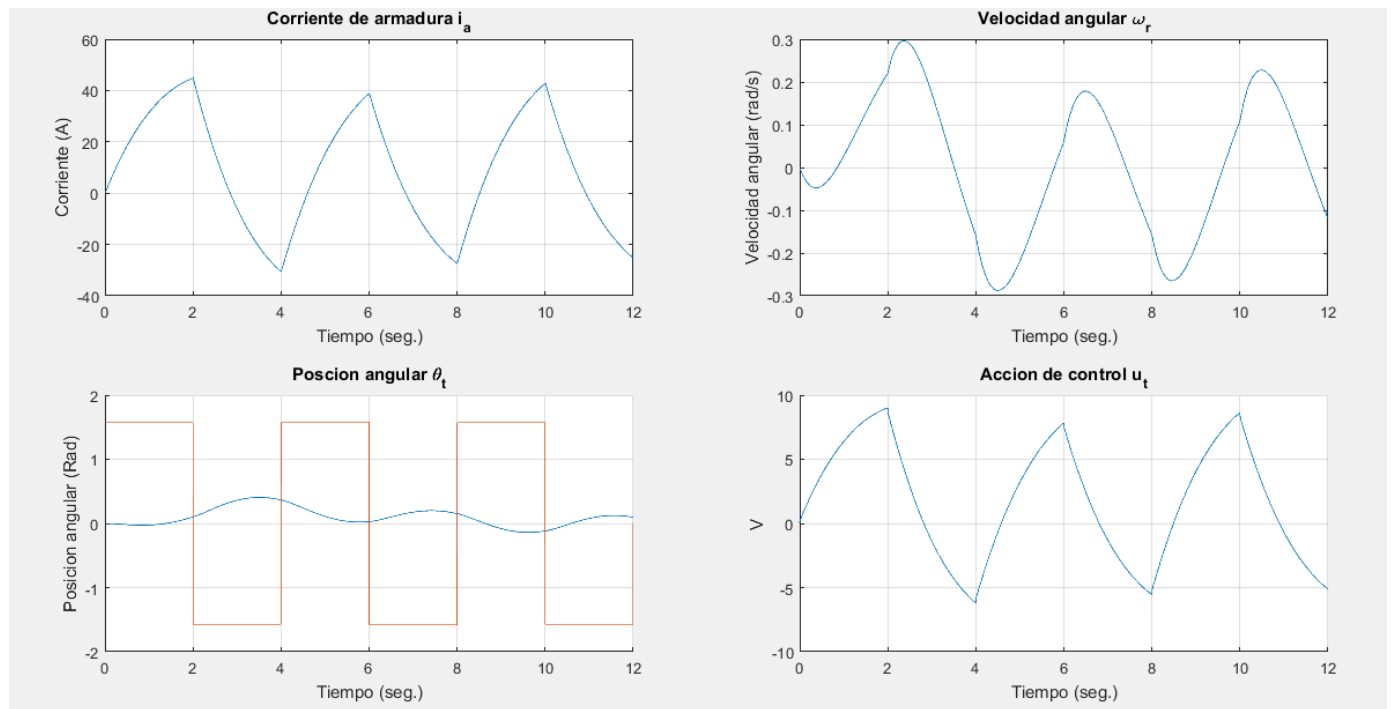 Corriente de armadura i_a
60
40
20
0
-20
-40
Corriente (A)
0 2 4 6 8 10 12
Tiempo (seg.)
Velocidad angular ω_r
0.3
0.2
0.1
0
-0.1
-0.2
-0.3
Velocidad angular (rad/s)
0 2 4 6 8 10 12
Tiempo (seg.)
Poscion angular θ_t
2
1
0
-1
-2
Posicion angular (Rad)
0 2 4 6 8 10 12
Tiempo (seg.)
Accion de control u_t
10
5
0
-5
-10
V
0 2 4 6 8 10 12
Tiempo (seg.)